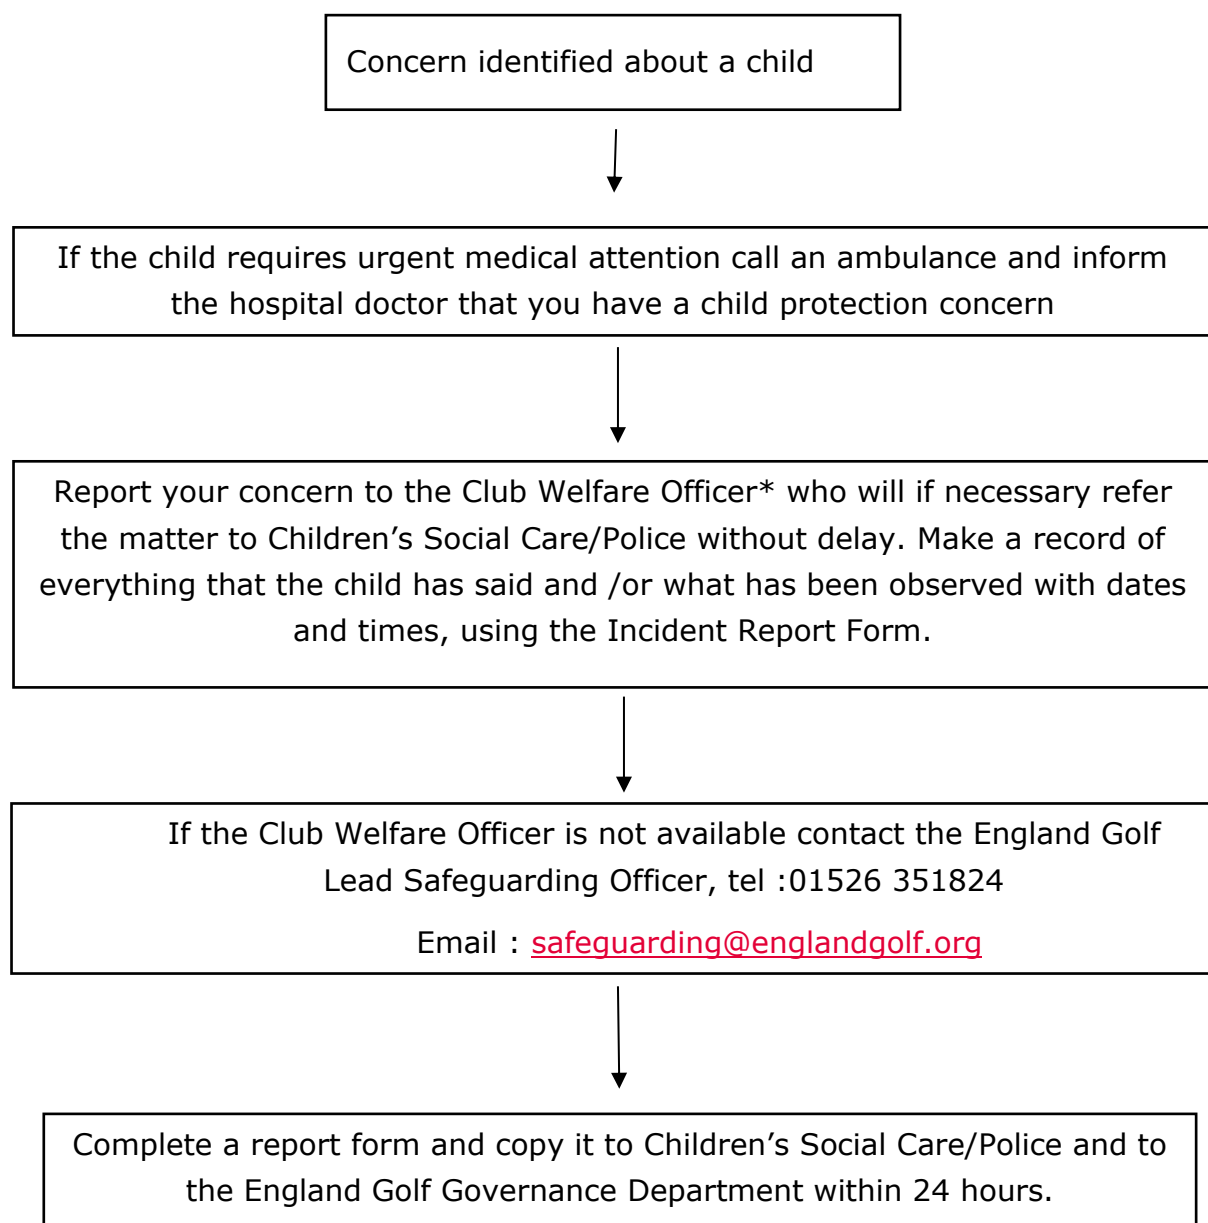 Concern identified about a child
If the child requires urgent medical attention call an ambulance and inform
the hospital doctor that you have a child protection concern
Report your concern to the Club Welfare Officer* who will if necessary refer
the matter to Children’s Social Care/Police without delay. Make a record of
everything that the child has said and /or what has been observed with dates
and times, using the Incident Report Form.
If the Club Welfare Officer is not available contact the England Golf
Lead Safeguarding Officer, tel :01526 351824
Email : safeguarding@englandgolf.org
Complete a report form and copy it to Children’s Social Care/Police and to
the England Golf Governance Department within 24 hours.